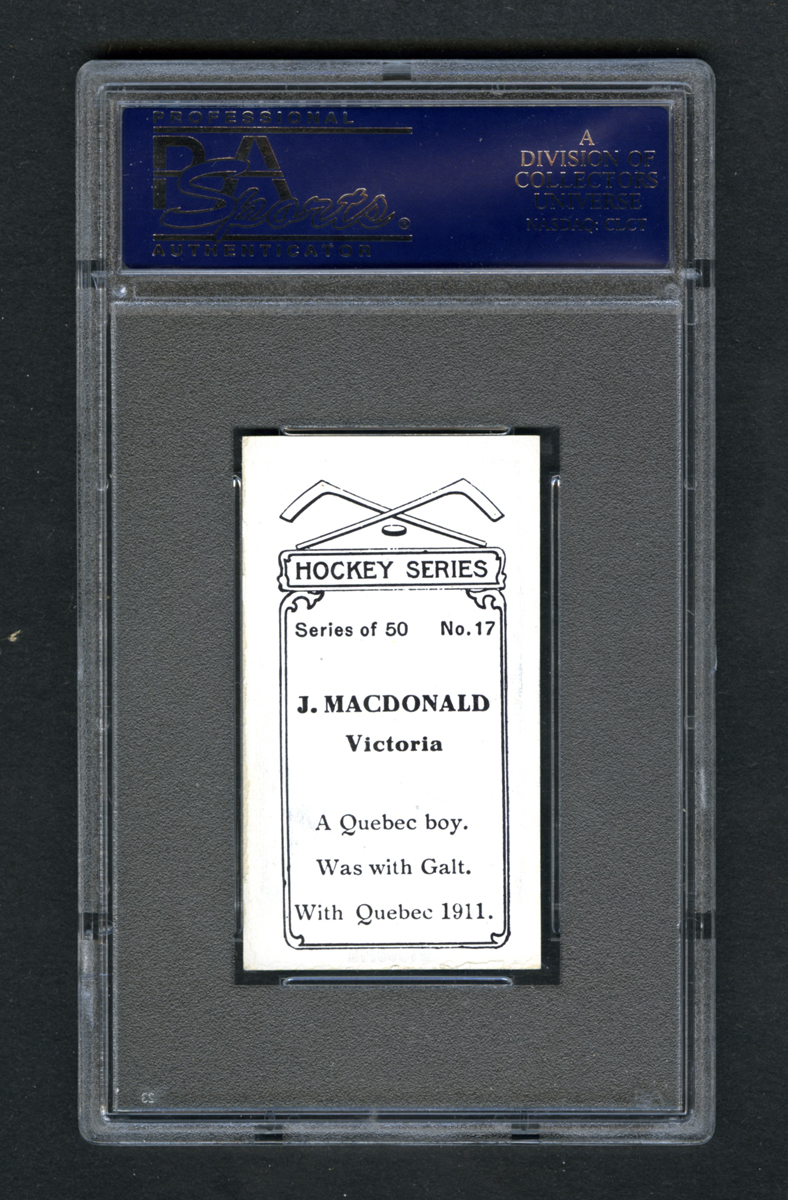 PROFESSIONAL
PSA
Sports®
AUTHENTICATOR
A
DIVISION OF
COLLECTORS
UNIVERSE
NASDAQ: CLCT
HOCKEY SERIES
Series of 50 No.17
J. MACDONALD
Victoria
A Quebec boy.
Was with Galt.
With Quebec 1911.